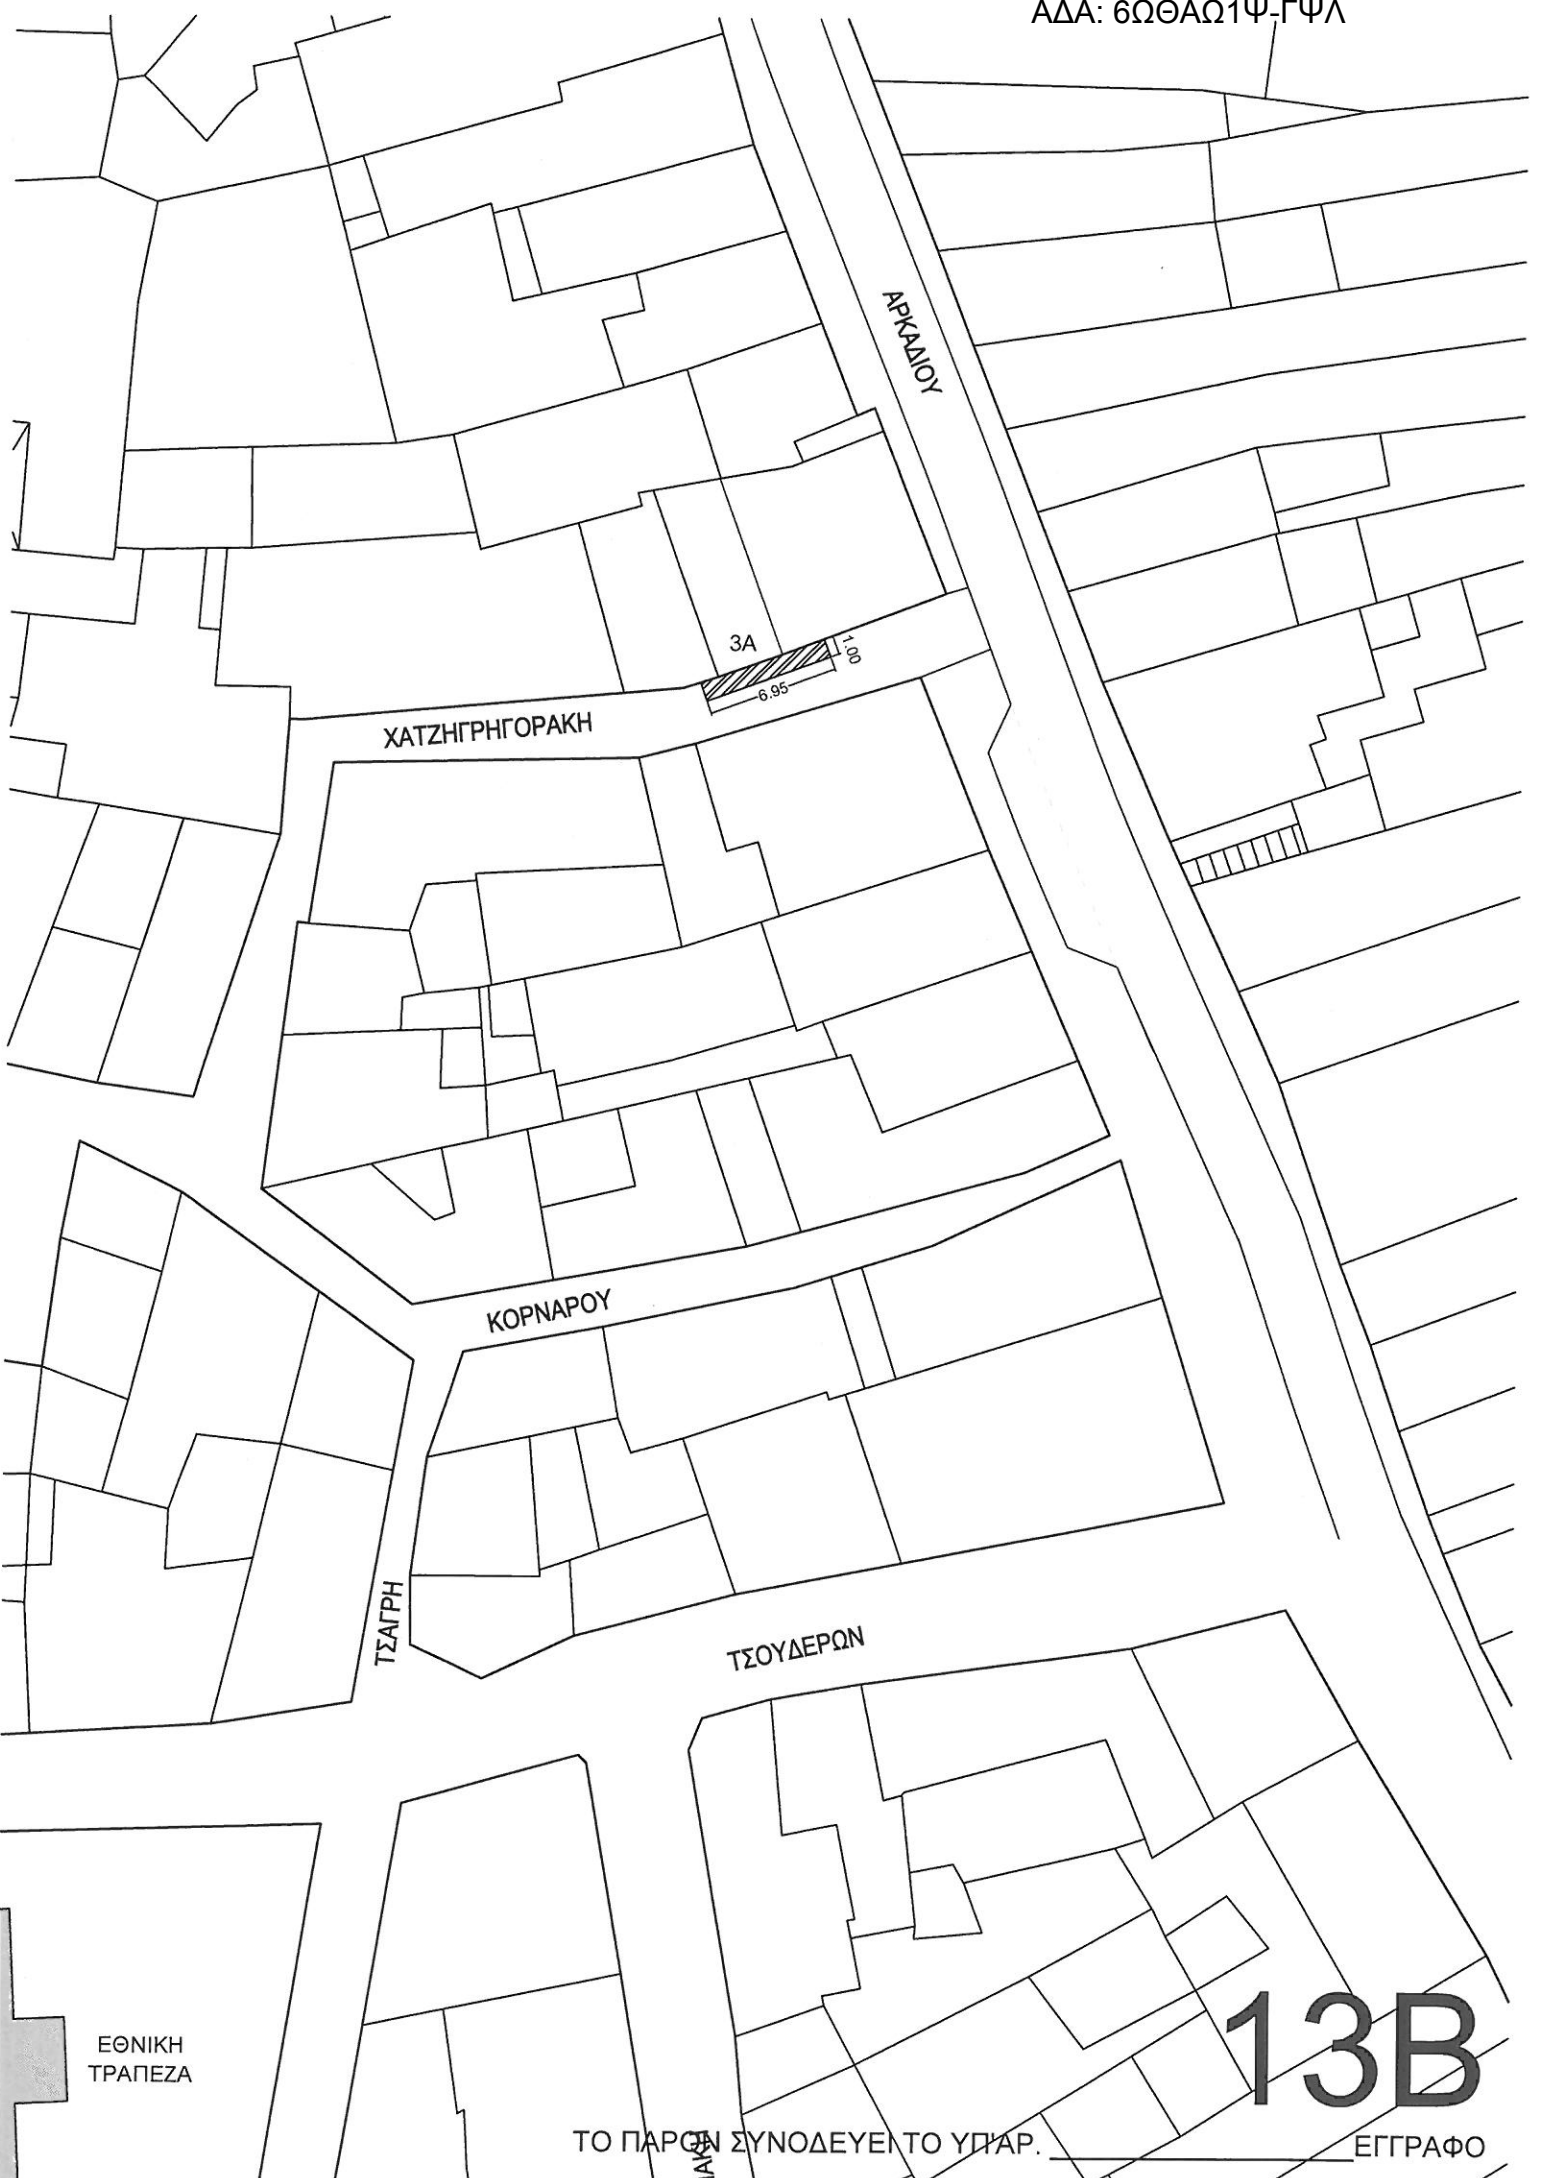 ΑΔΑ: 6ΩΘΑΩ1Ψ-ΓΨΛ
ΑΡΚΑΔΙΟΥ
3Α
1.00
6.95
ΧΑΤΖΗΓΡΗΓΟΡΑΚΗ
ΚΟΡΝΑΡΟΥ
ΤΣΑΓΡΗ
ΤΣΟΥΔΕΡΩΝ
ΕΘΝΙΚΗ
ΤΡΑΠΕΖΑ
13Β
ΤΟ ΠΑΡΟΝ ΣΥΝΟΔΕΥΕΙ ΤΟ ΥΠ'ΑΡ. ΕΓΓΡΑΦΟ